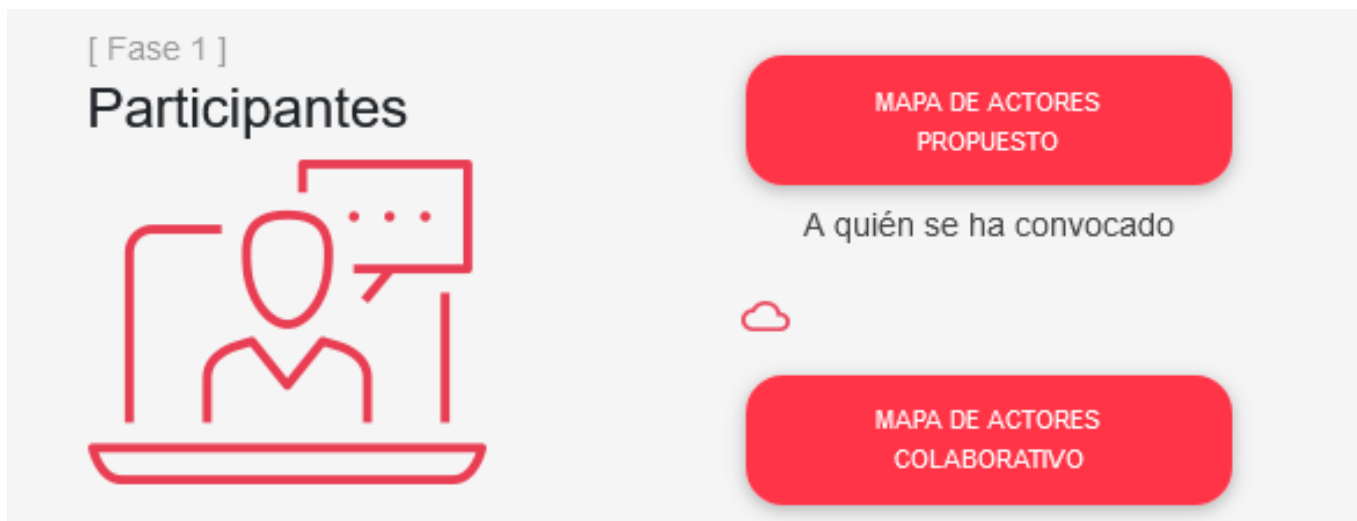 [ Fase 1 ]
Participantes
MAPA DE ACTORES
PROPUESTO
A quién se ha convocado
MAPA DE ACTORES
COLABORATIVO